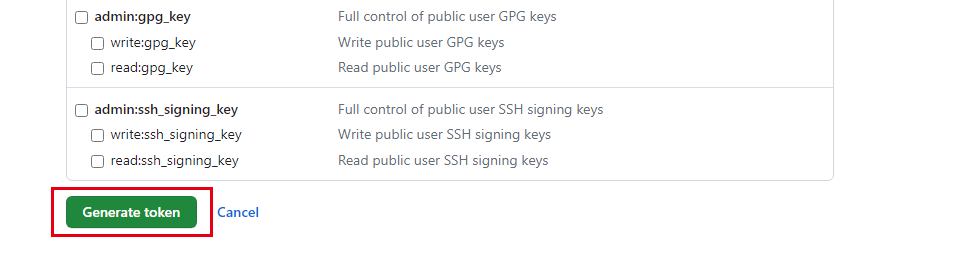 admin:gpg_key Full control of public user GPG keys
write:gpg_key Write public user GPG keys
read:gpg_key Read public user GPG keys
admin:ssh_signing_key Full control of public user SSH signing keys
write:ssh_signing_key Write public user SSH signing keys
read:ssh_signing_key Read public user SSH signing keys
Generate token Cancel